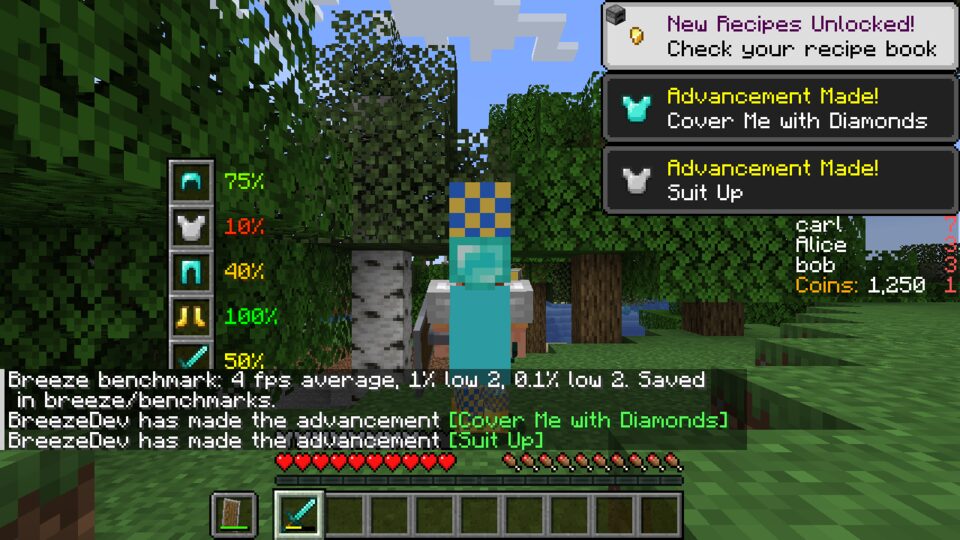 New Recipes Unlocked!
Check your recipe book
Advancement Made!
Cover Me with Diamonds
Advancement Made!
Suit Up
75%
10%
40%
100%
50%
carl 7
Alice 3
bob 3
Coins: 1,250 1
Breeze benchmark: 4 fps average, 1% low 2, 0.1% low 2. Saved
in breeze/benchmarks.
BreezeDev has made the advancement [Cover Me with Diamonds]
BreezeDev has made the advancement [Suit Up]